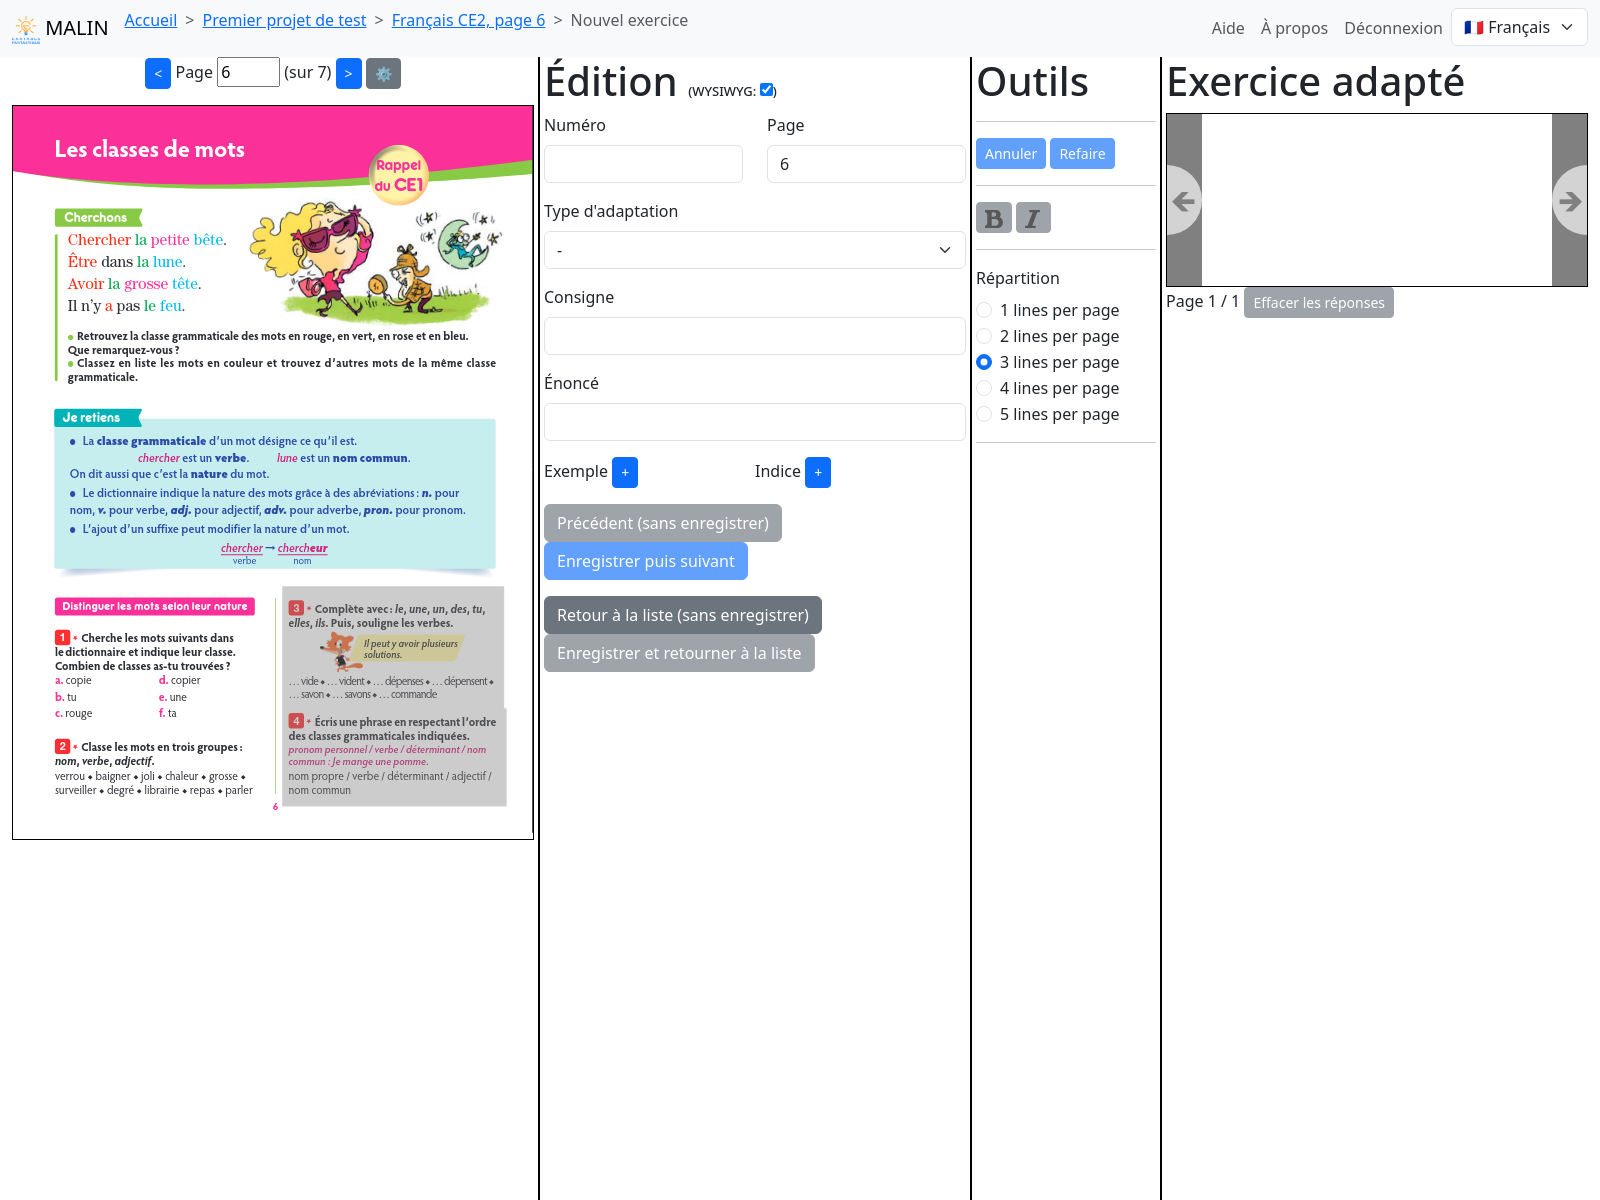 MALIN
Accueil > Premier projet de test > Français CE2, page 6 > Nouvel exercice
Aide À propos Déconnexion 🇫🇷 Français
< Page 6 (sur 7) > ⚙️
Les classes de mots
Rappel
du CE1
Cherchons
Chercher la petite bête.
Être dans la lune.
Avoir la grosse tête.
Il n’y a pas le feu.
• Retrouvez la classe grammaticale des mots en rouge, en vert, en rose et en bleu.
Que remarquez-vous ?
• Classez en liste les mots en couleur et trouvez d’autres mots de la même classe
grammaticale.
Je retiens
• La classe grammaticale d’un mot désigne ce qu’il est.
chercher est un verbe. lune est un nom commun.
On dit aussi que c’est la nature du mot.
• Le dictionnaire indique la nature des mots grâce à des abréviations : n. pour
nom, v. pour verbe, adj. pour adjectif, adv. pour adverbe, pron. pour pronom.
• L’ajout d’un suffixe peut modifier la nature d’un mot.
chercher → chercheur
verbe nom
Distinguer les mots selon leur nature
1 * Cherche les mots suivants dans
le dictionnaire et indique leur classe.
Combien de classes as-tu trouvées ?
a. copie d. copier
b. tu e. une
c. rouge f. ta
2 * Classe les mots en trois groupes :
nom, verbe, adjectif.
verrou ◆ baigner ◆ joli ◆ chaleur ◆ grosse ◆
surveiller ◆ degré ◆ librairie ◆ repas ◆ parler
3 * Complète avec : le, une, un, des, tu,
elles, ils. Puis, souligne les verbes.
Il peut y avoir plusieurs
solutions.
… vide ◆ … vident ◆ … dépenses ◆ … dépensent ◆
… savon ◆ … savons ◆ … commande
4 * Écris une phrase en respectant l’ordre
des classes grammaticales indiquées.
pronom personnel / verbe / déterminant / nom
commun : Je mange une pomme.
nom propre / verbe / déterminant / adjectif /
nom commun
6
Édition (WYSIWYG: )
Numéro Page
6
Type d'adaptation
-
Consigne
Énoncé
Exemple + Indice +
Précédent (sans enregistrer)
Enregistrer puis suivant
Retour à la liste (sans enregistrer)
Enregistrer et retourner à la liste
Outils
Annuler Refaire
B I
Répartition
1 lines per page
2 lines per page
3 lines per page
4 lines per page
5 lines per page
Exercice adapté
Page 1 / 1 Effacer les réponses